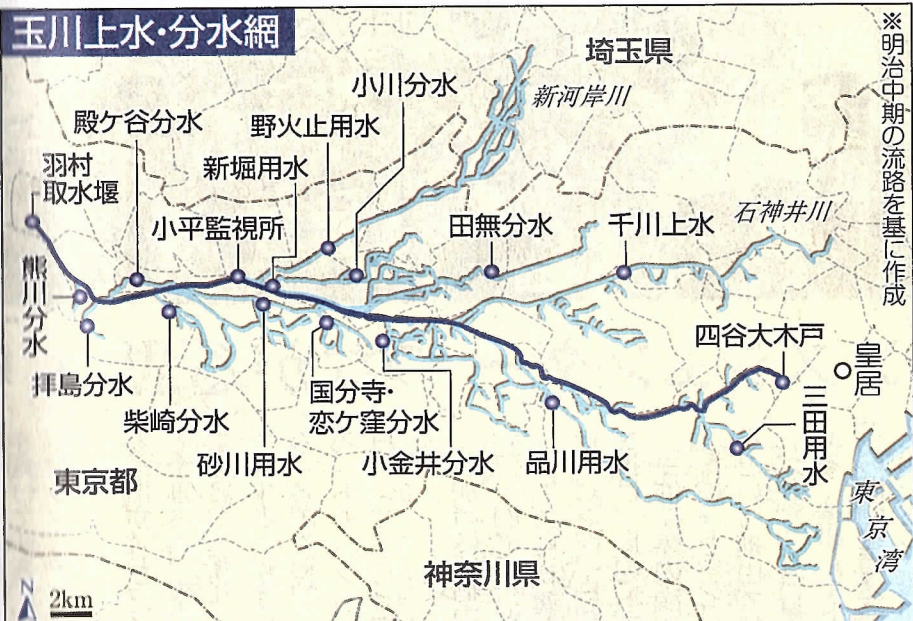 玉川上水・分水網
※明治中期の流路を基に作成
埼玉県
新河岸川
小川分水
殿ケ谷分水
野火止用水
新堀用水
羽村
取水堰
小平監視所
田無分水
千川上水
石神井川
熊川分水
拝島分水
柴崎分水
砂川用水
国分寺・
恋ケ窪分水
小金井分水
品川用水
四谷大木戸
皇居
三田用水
東京都
神奈川県
東京湾
N
2km